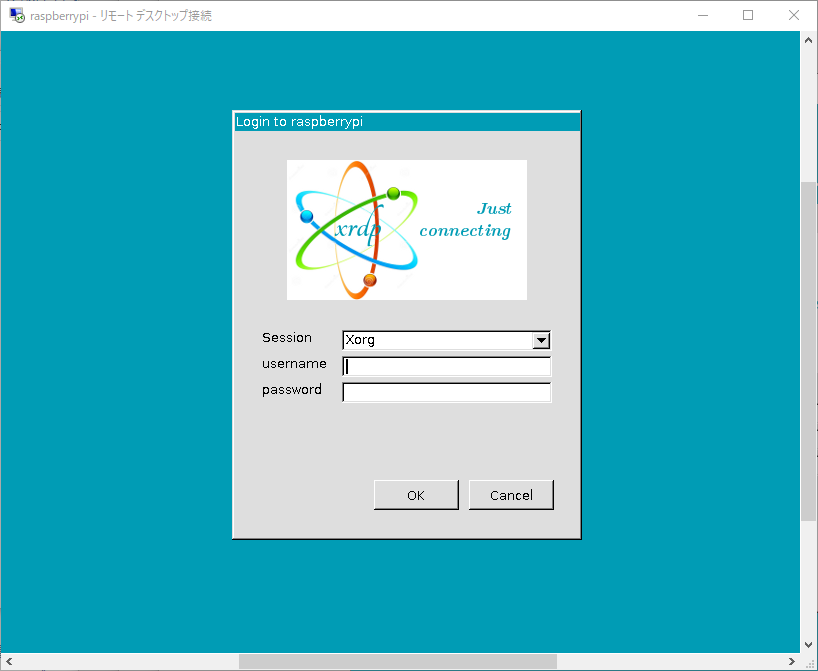 raspberrypi - リモート デスクトップ接続
Login to raspberrypi
xrdp
Just
connecting
Session
Xorg
username
password
OK
Cancel